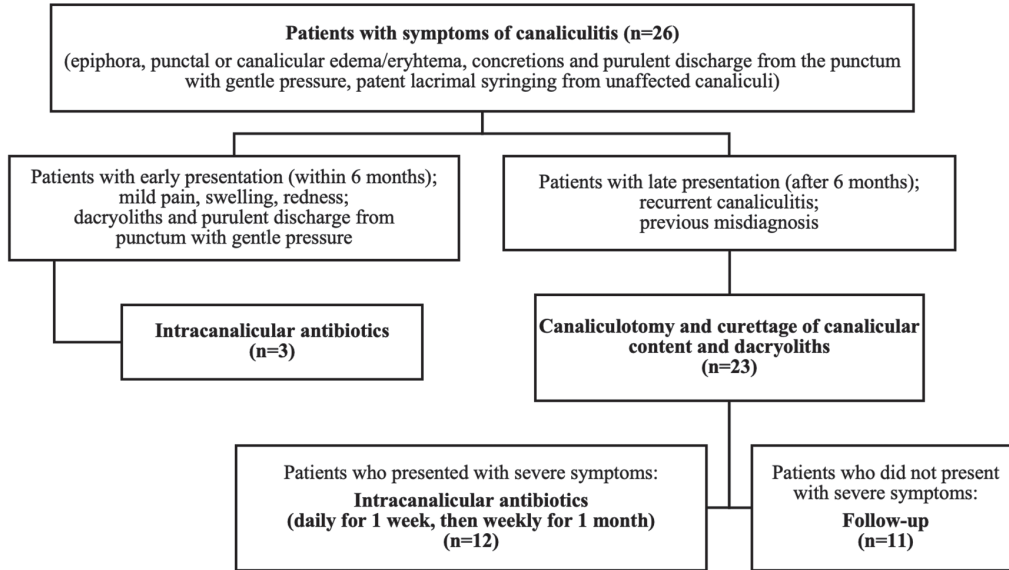 Patients with symptoms of canaliculitis (n=26)
(epiphora, punctal or canalicular edema/eryhtema, concretions and purulent discharge from the punctum
with gentle pressure, patent lacrimal syringing from unaffected canaliculi)
Patients with early presentation (within 6 months);
mild pain, swelling, redness;
dacryoliths and purulent discharge from
punctum with gentle pressure
Patients with late presentation (after 6 months);
recurrent canaliculitis;
previous misdiagnosis
Intracanalicular antibiotics
(n=3)
Canaliculotomy and curettage of canalicular
content and dacryoliths
(n=23)
Patients who presented with severe symptoms:
Intracanalicular antibiotics
(daily for 1 week, then weekly for 1 month)
(n=12)
Patients who did not present
with severe symptoms:
Follow-up
(n=11)